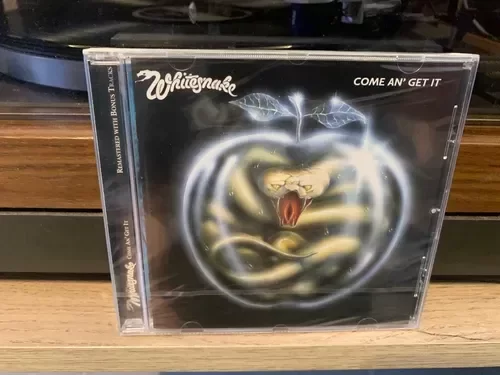 Whitesnake
COME AN' GET IT
REMASTERED WITH BONUS TRACKS
Whitesnake COME AN' GET IT